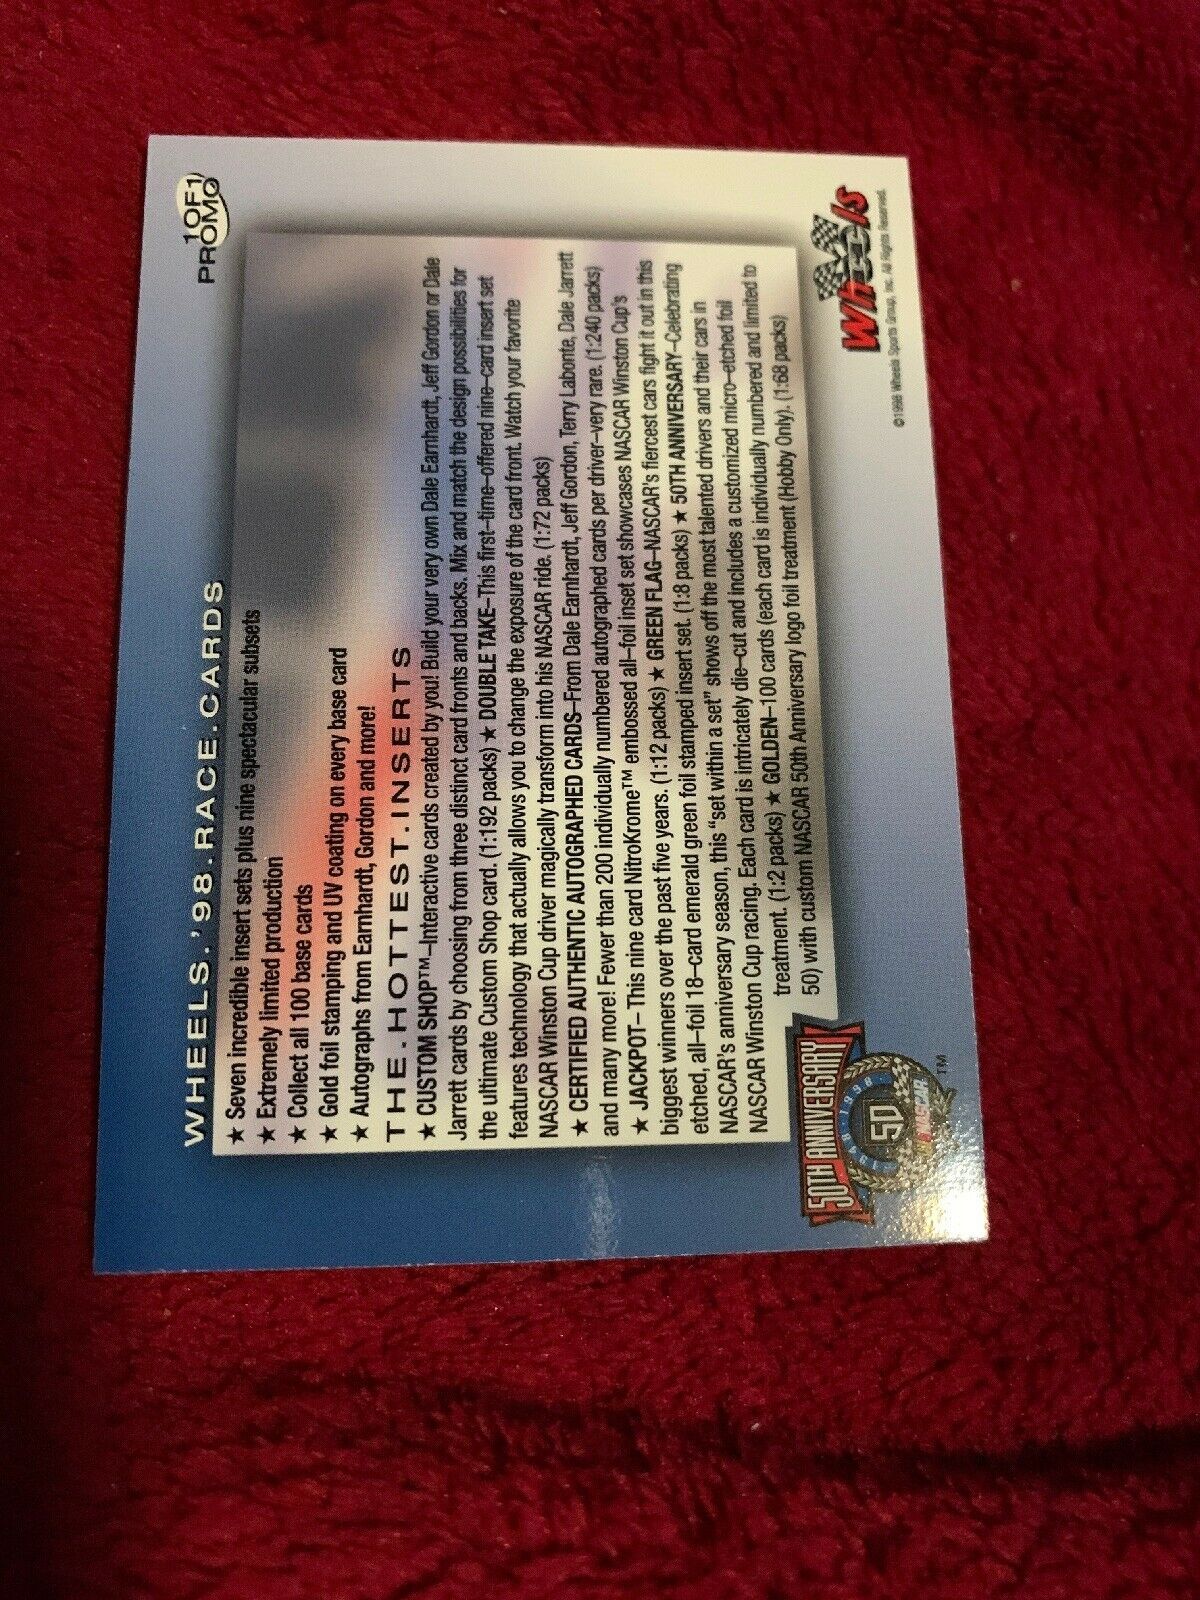 WHEELS.'98.RACE.CARDS
1OF1
PROMO
★ Seven incredible insert sets plus nine spectacular subsets
★ Extremely limited production
★ Collect all 100 base cards
★ Gold foil stamping and UV coating on every base card
★ Autographs from Earnhardt, Gordon and more!
THE.HOTTEST.INSERTS
★ CUSTOM SHOP™–Interactive cards created by you! Build your very own Dale Earnhardt, Jeff Gordon or Dale
Jarrett cards by choosing from three distinct card fronts and backs. Mix and match the design possibilities for
the ultimate Custom Shop card. (1:192 packs) ★ DOUBLE TAKE–This first–time–offered nine–card insert set
features technology that actually allows you to change the exposure of the card front. Watch your favorite
NASCAR Winston Cup driver magically transform into his NASCAR ride. (1:72 packs)
★ CERTIFIED AUTHENTIC AUTOGRAPHED CARDS–From Dale Earnhardt, Jeff Gordon, Terry Labonte, Dale Jarrett
and many more! Fewer than 200 individually numbered autographed cards per driver–very rare. (1:240 packs)
★ JACKPOT– This nine card NitroKrome™ embossed all–foil inset set showcases NASCAR Winston Cup's
biggest winners over the past five years. (1:12 packs) ★ GREEN FLAG–NASCAR's fiercest cars fight it out in this
etched, all–foil 18–card emerald green foil stamped insert set. (1:8 packs) ★ 50TH ANNIVERSARY–Celebrating
NASCAR's anniversary season, this "set within a set" shows off the most talented drivers and their cars in
NASCAR Winston Cup racing. Each card is intricately die–cut and includes a customized micro–etched foil
treatment. (1:2 packs) ★ GOLDEN–100 cards (each card is individually numbered and limited to
50) with custom NASCAR 50th Anniversary logo foil treatment (Hobby Only). (1:68 packs)
50TH ANNIVERSARY
50
NASCAR
™
Wheels
©1998 Wheels Sports Group, Inc. All Rights Reserved.